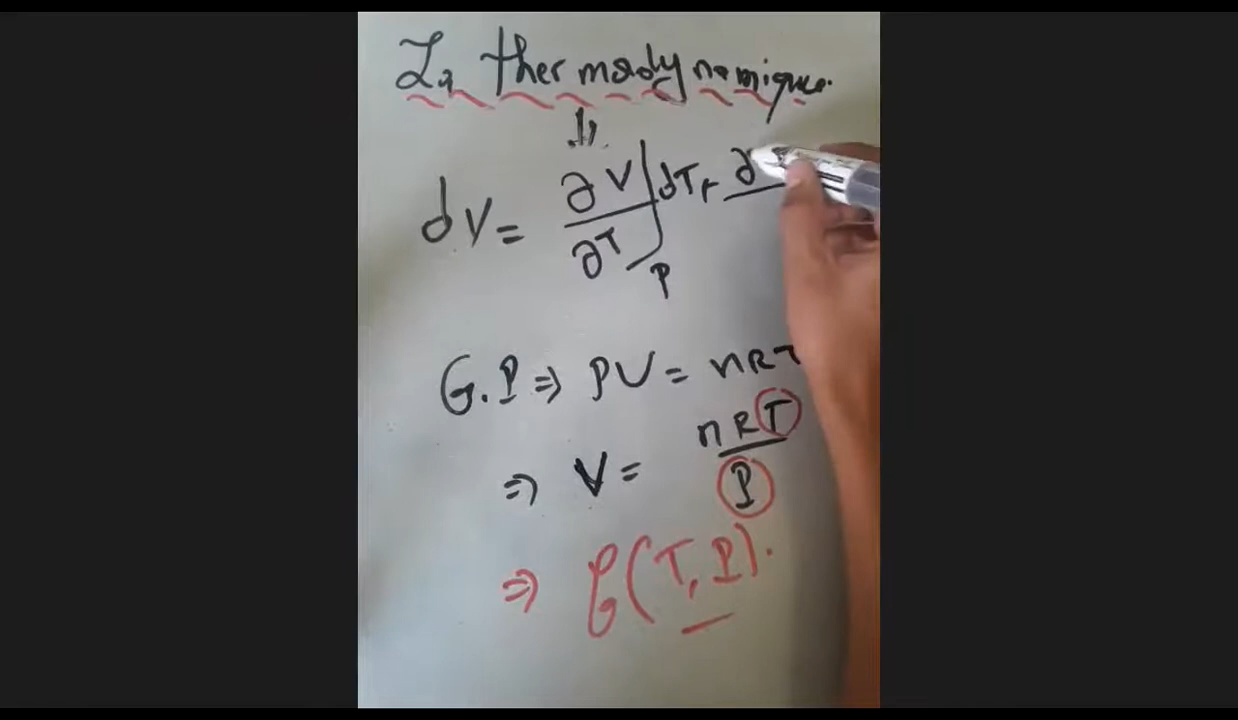 La thermodynamique
↓↓
dV = ∂V/∂T|P dT + ∂
G.P ⇒ PV = nRT
⇒ V = nRT/P
⇒ f(T, P).